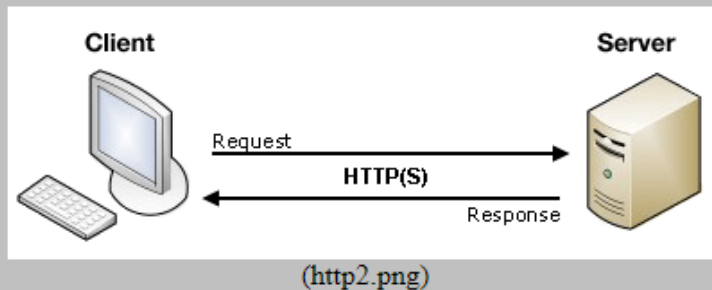 Client
Server
Request
HTTP(S)
Response
(http2.png)